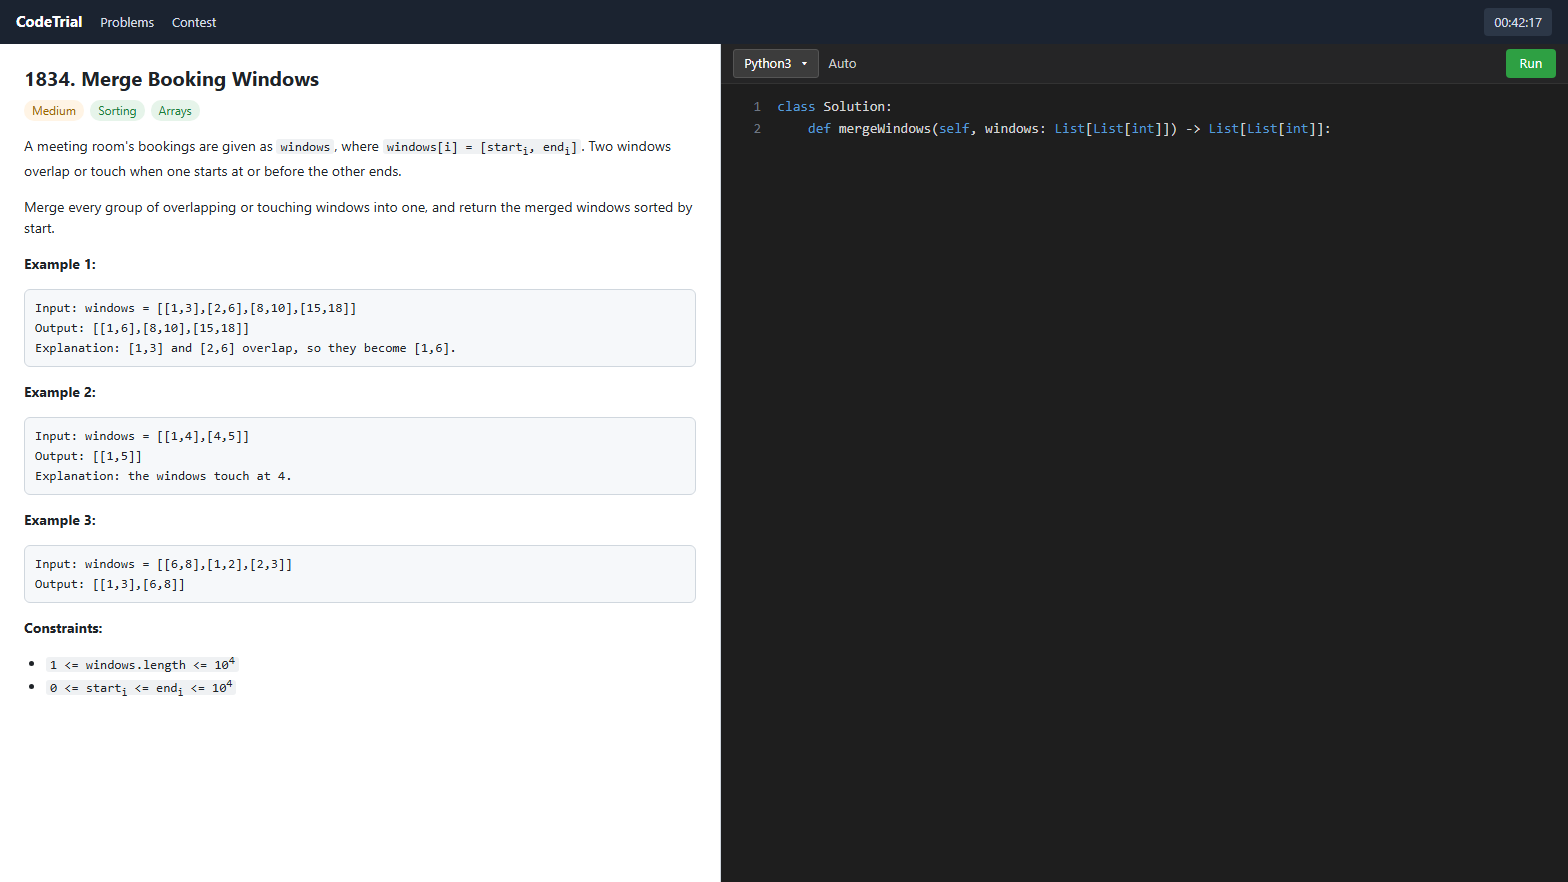 CodeTrial Problems Contest 00:42:17
1834. Merge Booking Windows
Medium Sorting Arrays
A meeting room's bookings are given as windows, where windows[i] = [start_i, end_i]. Two windows
overlap or touch when one starts at or before the other ends.
Merge every group of overlapping or touching windows into one, and return the merged windows sorted by
start.
Example 1:
Input: windows = [[1,3],[2,6],[8,10],[15,18]]
Output: [[1,6],[8,10],[15,18]]
Explanation: [1,3] and [2,6] overlap, so they become [1,6].
Example 2:
Input: windows = [[1,4],[4,5]]
Output: [[1,5]]
Explanation: the windows touch at 4.
Example 3:
Input: windows = [[6,8],[1,2],[2,3]]
Output: [[1,3],[6,8]]
Constraints:
• 1 <= windows.length <= 10^4
• 0 <= start_i <= end_i <= 10^4
Python3 Auto Run
1 class Solution:
2     def mergeWindows(self, windows: List[List[int]]) -> List[List[int]]: